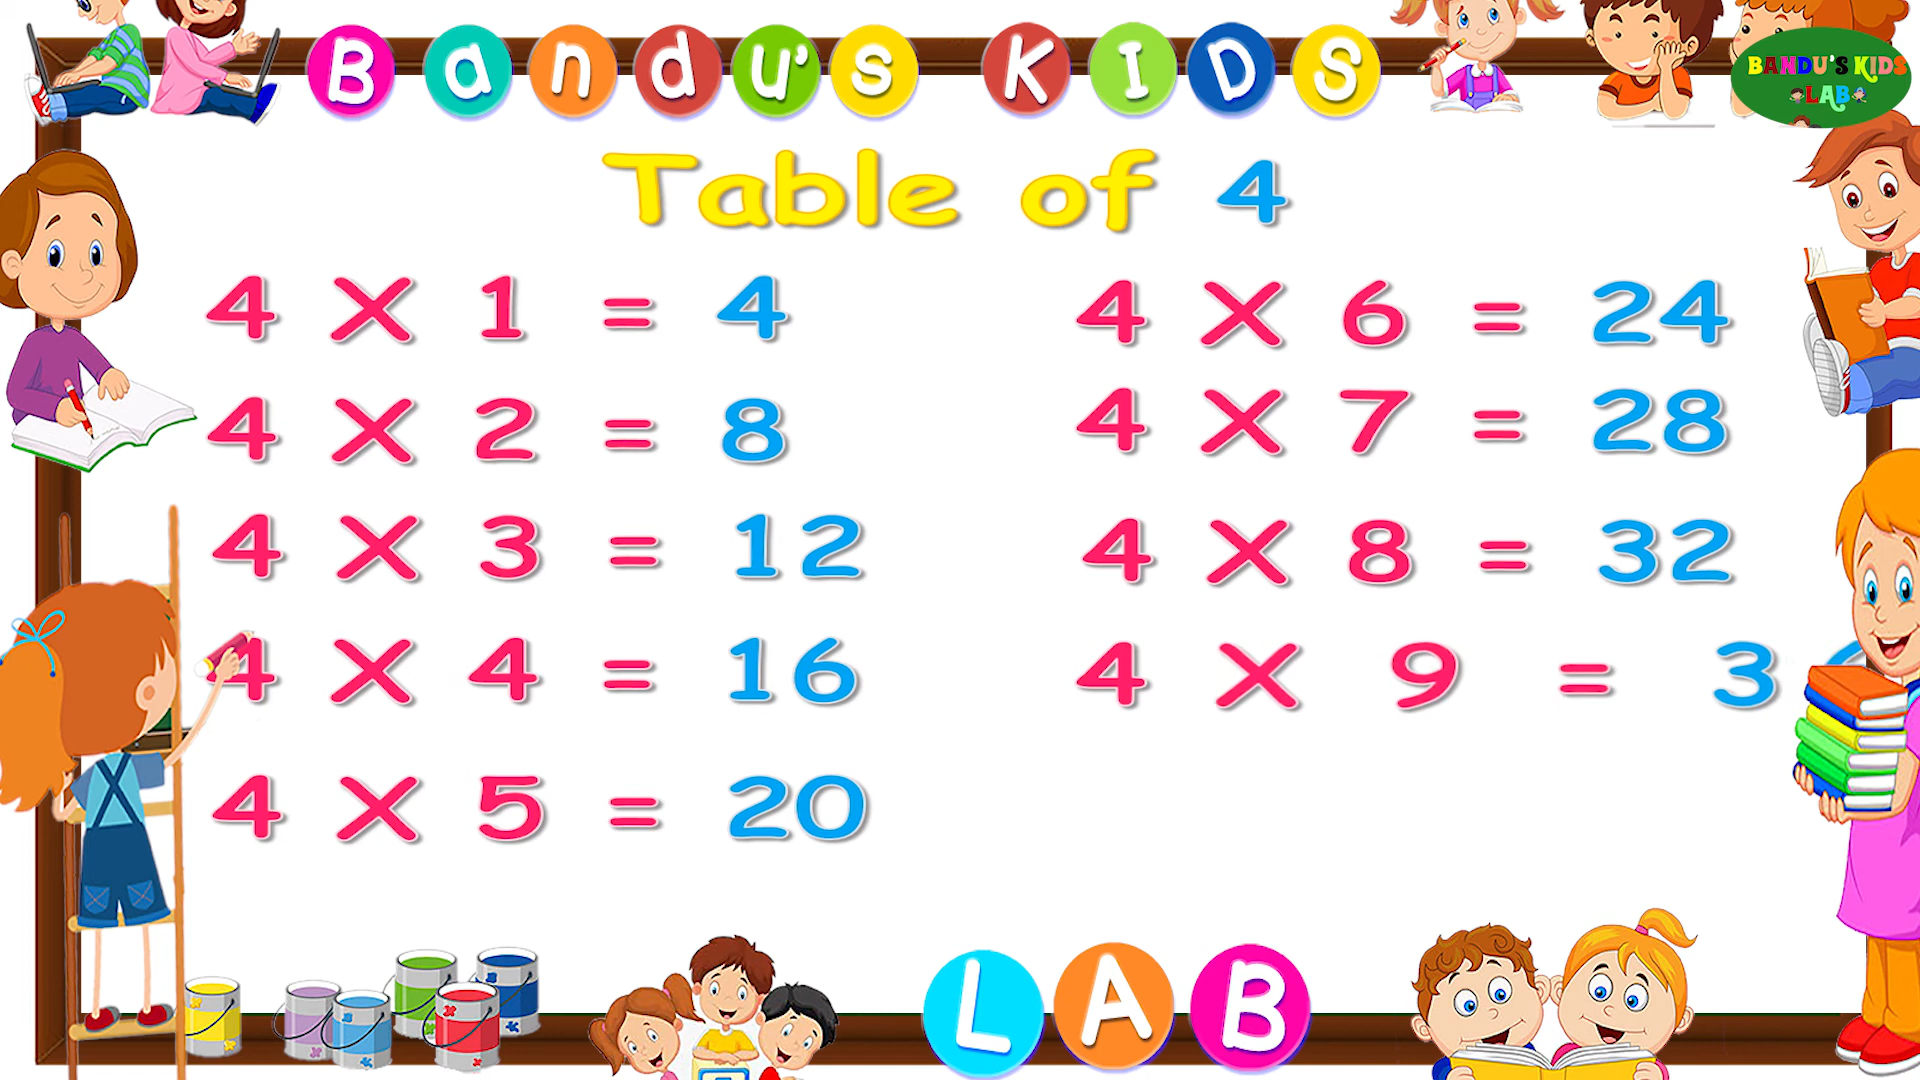 Bandu's KIDS
BANDU'S KIDS
LAB
Table of 4
4 X 1 = 4
4 X 2 = 8
4 X 3 = 12
4 X 4 = 16
4 X 5 = 20
4 X 6 = 24
4 X 7 = 28
4 X 8 = 32
4 X 9 = 36
LAB